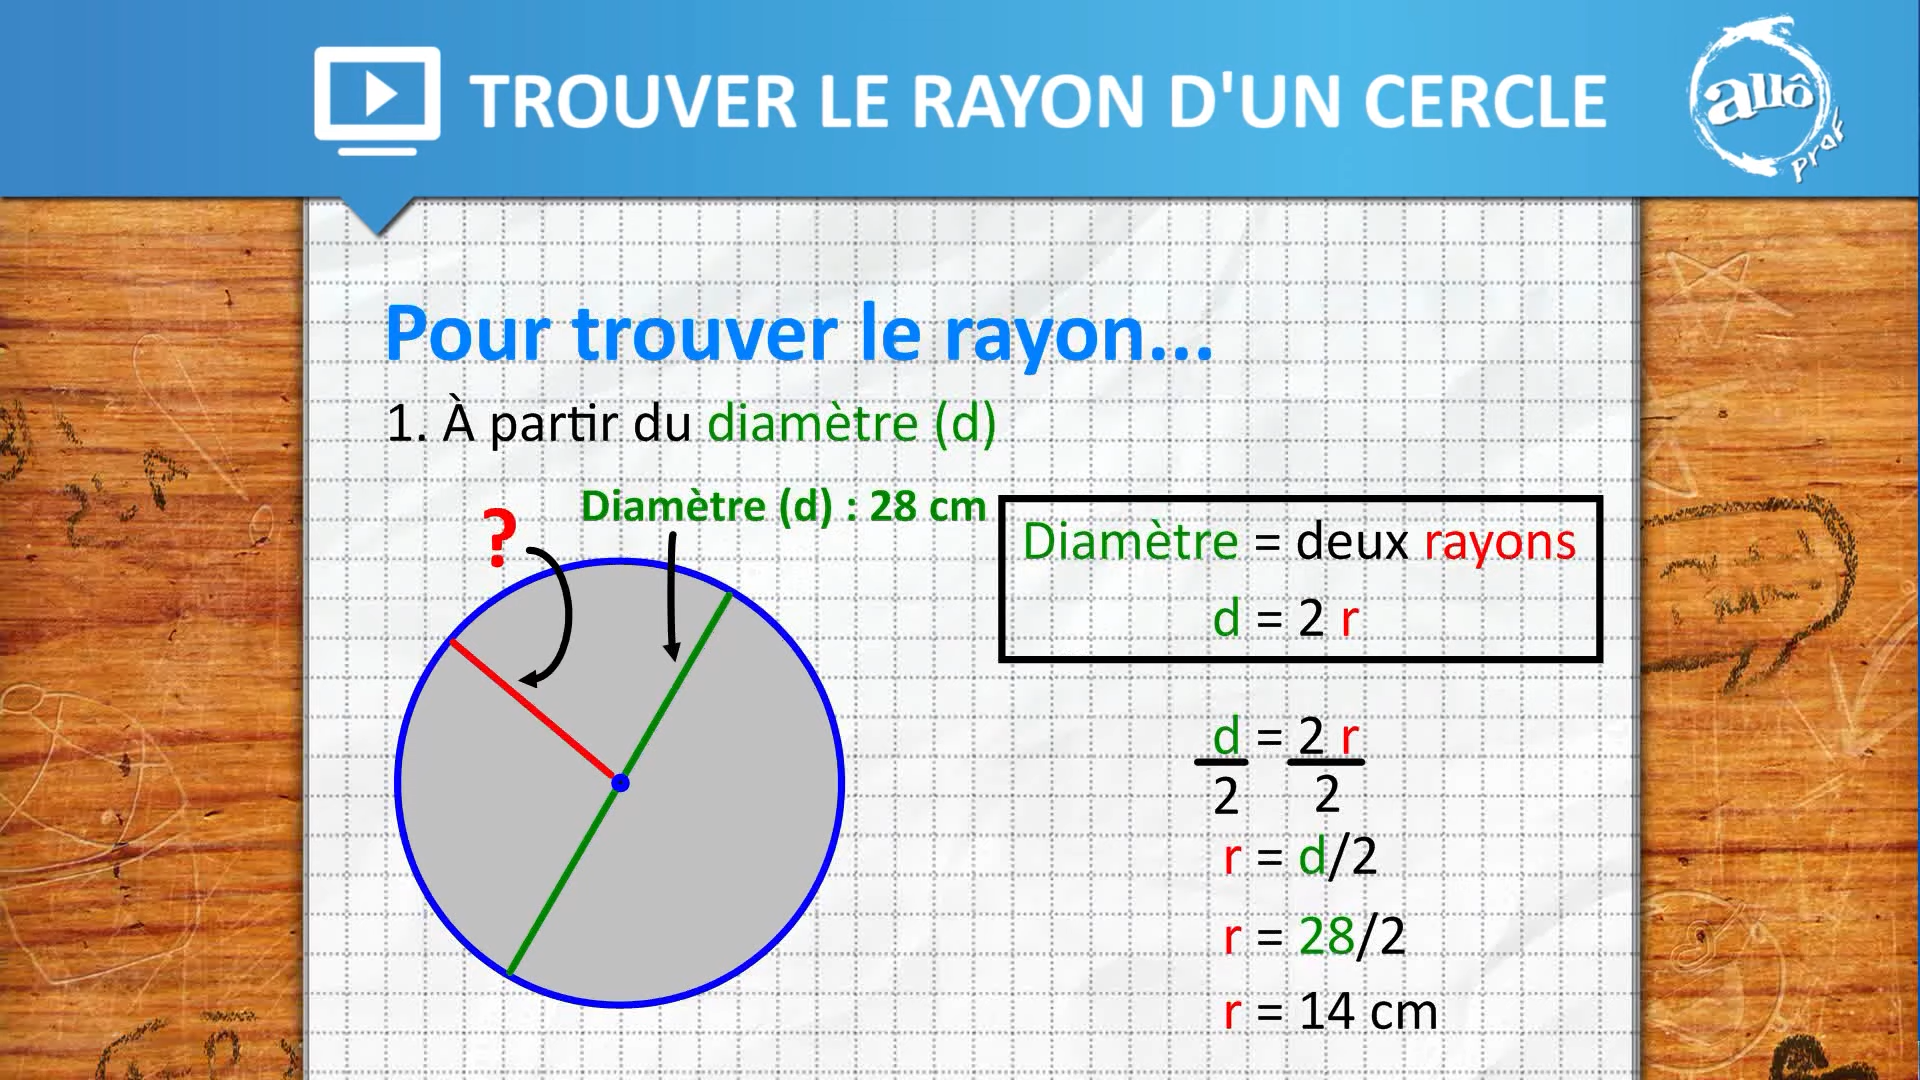 TROUVER LE RAYON D'UN CERCLE
allô
prof
Pour trouver le rayon...
1. À partir du diamètre (d)
?
Diamètre (d) : 28 cm
Diamètre = deux rayons
d = 2 r
d = 2 r
2 2
r = d/2
r = 28/2
r = 14 cm